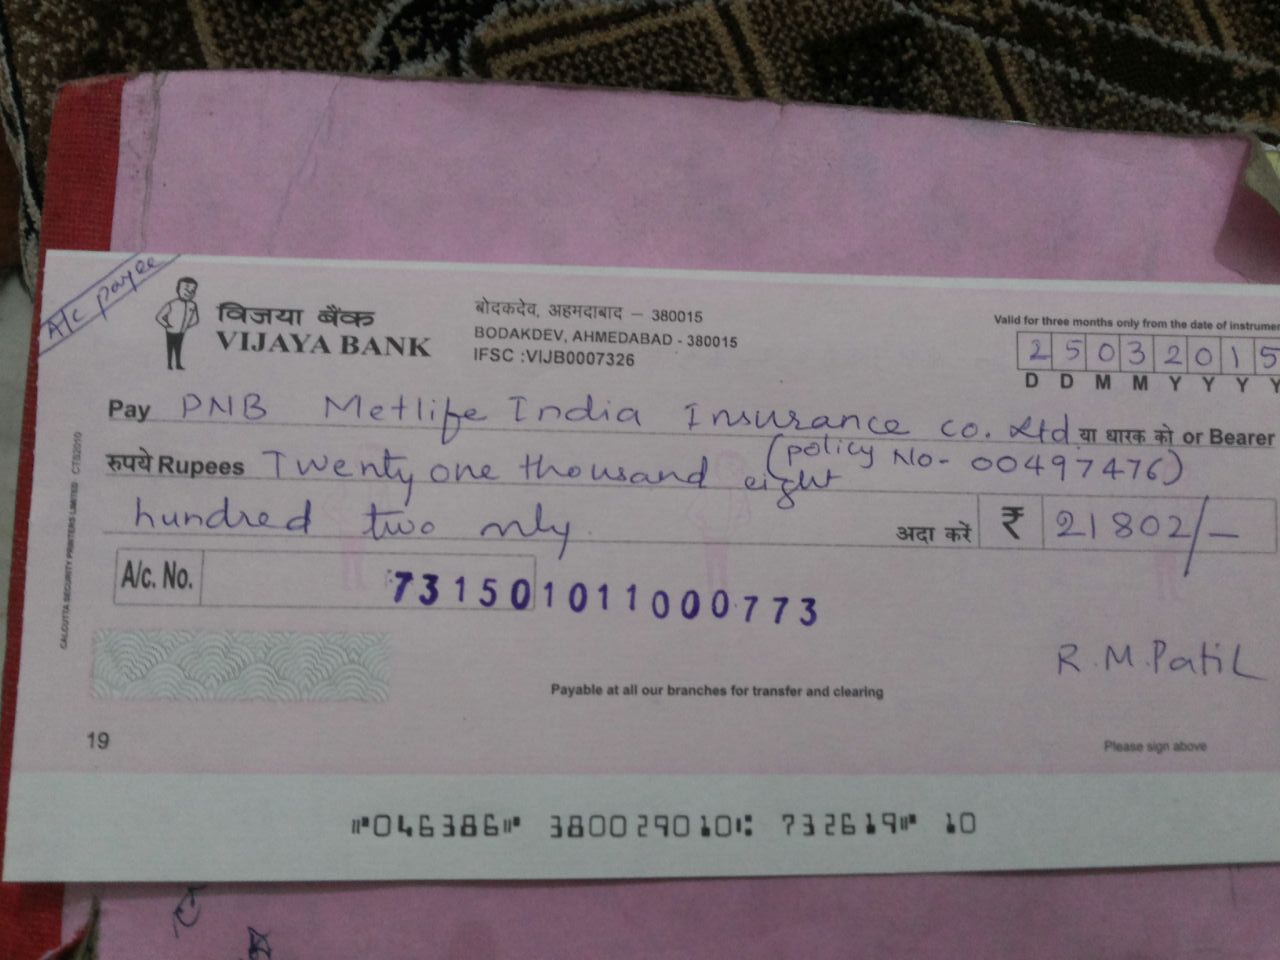 A/c payee
विजया बैंक
VIJAYA BANK
बोदकदेव, अहमदाबाद – 380015
BODAKDEV, AHMEDABAD - 380015
IFSC :VIJB0007326
Valid for three months only from the date of instrumen
2 5 0 3 2 0 1 5
D D M M Y Y Y Y
Pay PNB Metlife India Insurance co. Ltd या धारक को or Bearer
(policy No- 00497476)
रुपये Rupees Twenty one thousand eight
hundred two only.
अदा करें ₹ 21802/-
A/c. No. 731501011000773
CALCUTTA SECURITY PRINTERS LIMITED CTS2010
R.M.Patil
Payable at all our branches for transfer and clearing
19
Please sign above
⑈046386⑈ 380029010⑆ 732619⑈ 10